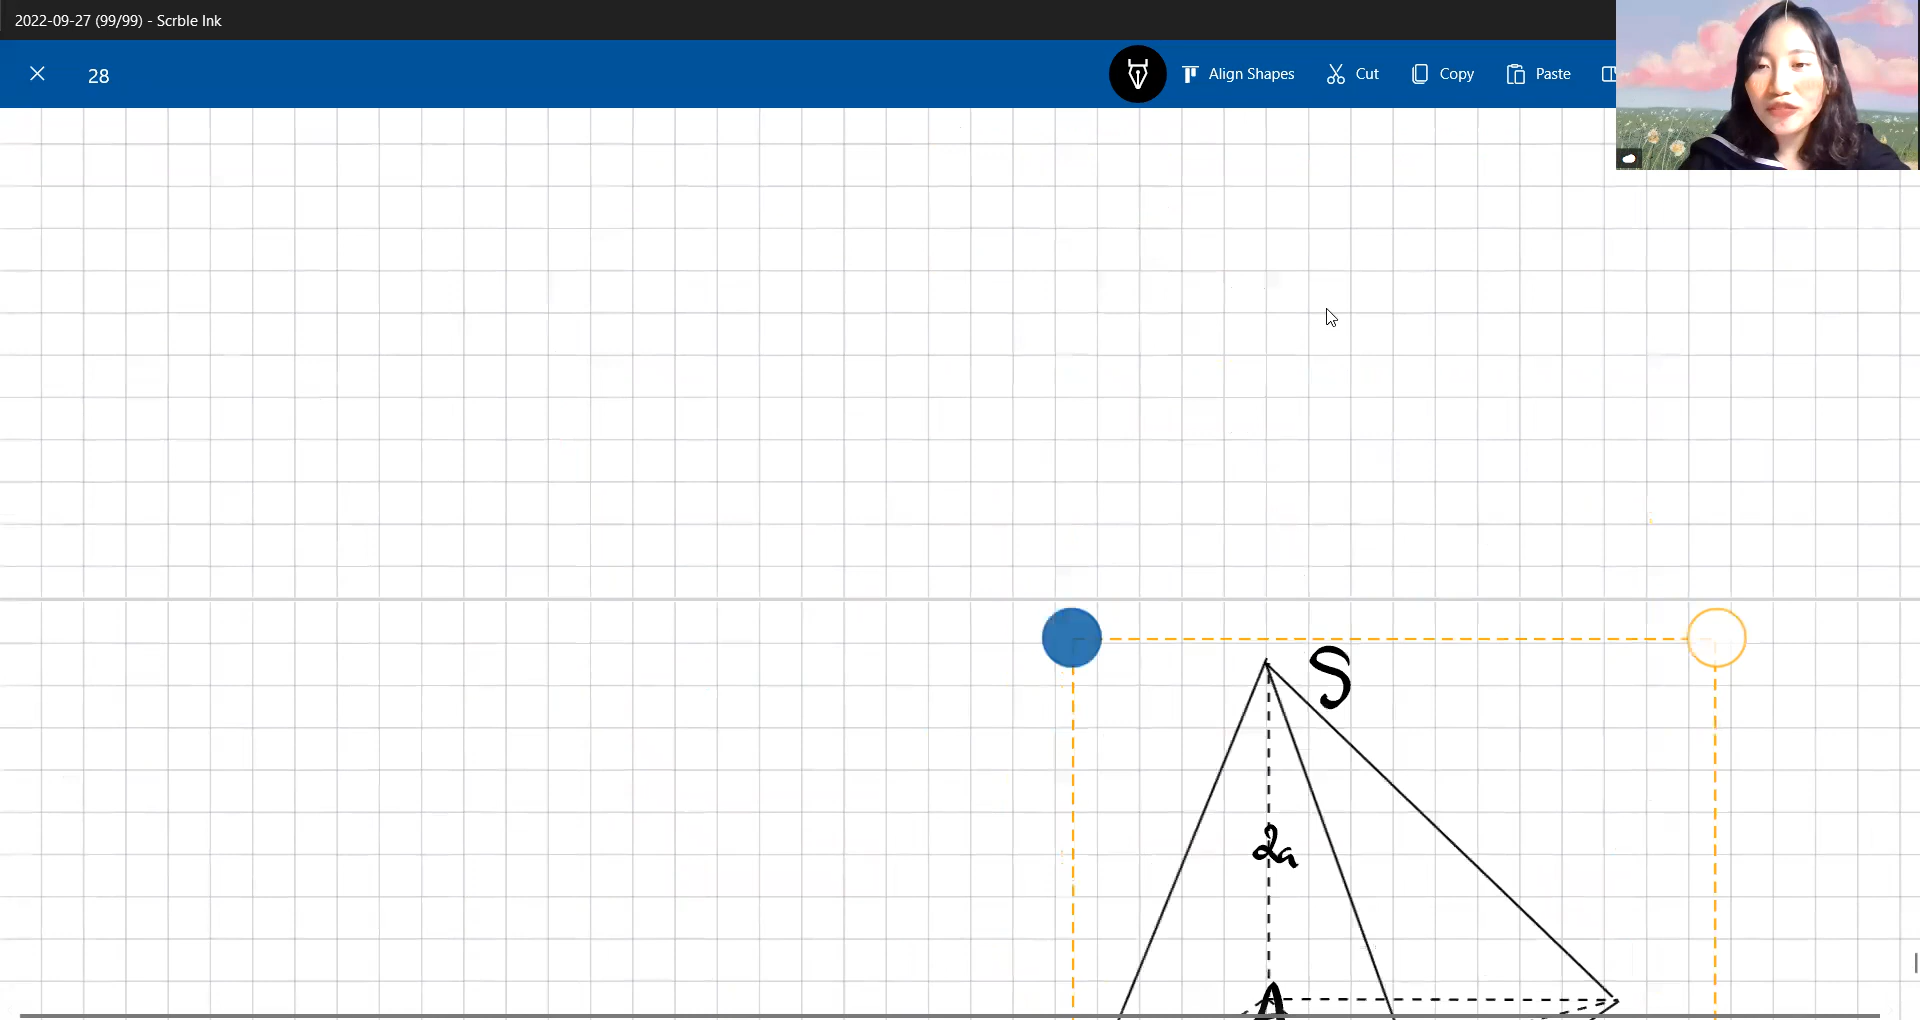 2022-09-27 (99/99) - Scrble Ink
28
Align Shapes
Cut
Copy
Paste
S
2a
A